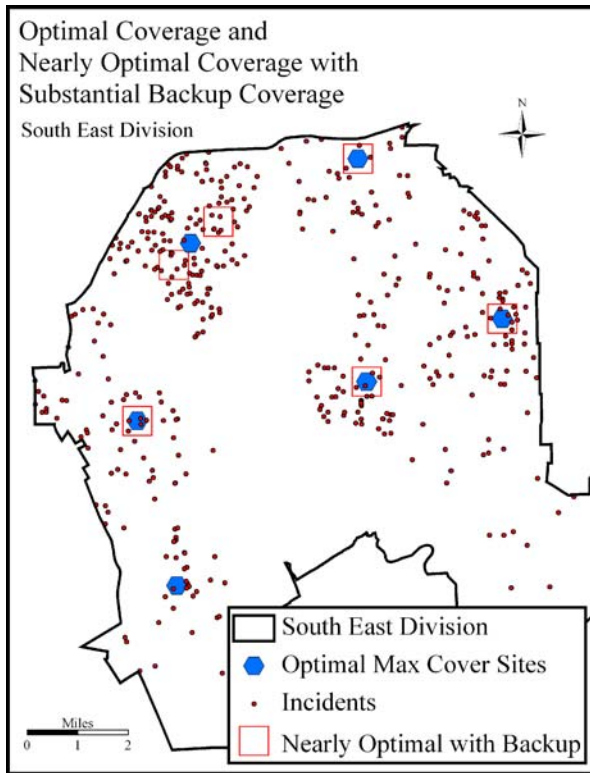 Optimal Coverage and
Nearly Optimal Coverage with
Substantial Backup Coverage
South East Division
N
South East Division
Optimal Max Cover Sites
Incidents
Nearly Optimal with Backup
Miles
0 1 2